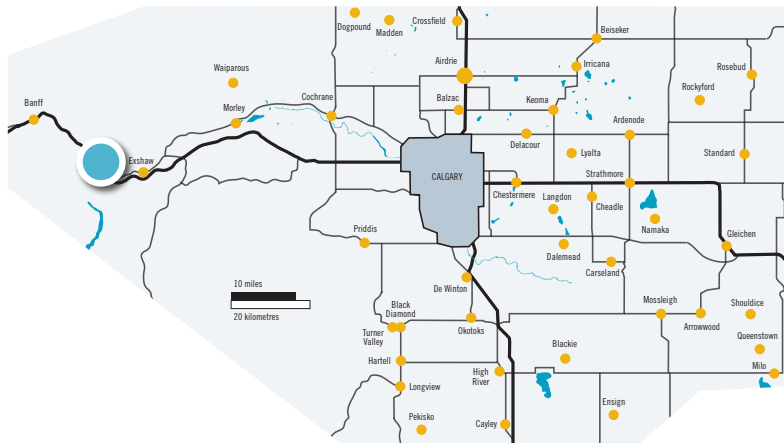 Dogpound
Madden
Crossfield
Beiseker
Airdrie
Irricana
Rosebud
Waiparous
Rockyford
Banff
Cochrane
Balzac
Keoma
Morley
Ardenode
Delacour
Lyalta
Standard
Exshaw
CALGARY
Strathmore
Chestermere
Langdon
Cheadle
Namaka
Priddis
Gleichen
Dalemead
Carseland
10 miles
20 kilometres
De Winton
Black
Diamond
Mossleigh
Shouldice
Turner
Valley
Okotoks
Arrowwood
Blackie
Queenstown
Hartell
High
River
Milo
Longview
Ensign
Pekisko
Cayley